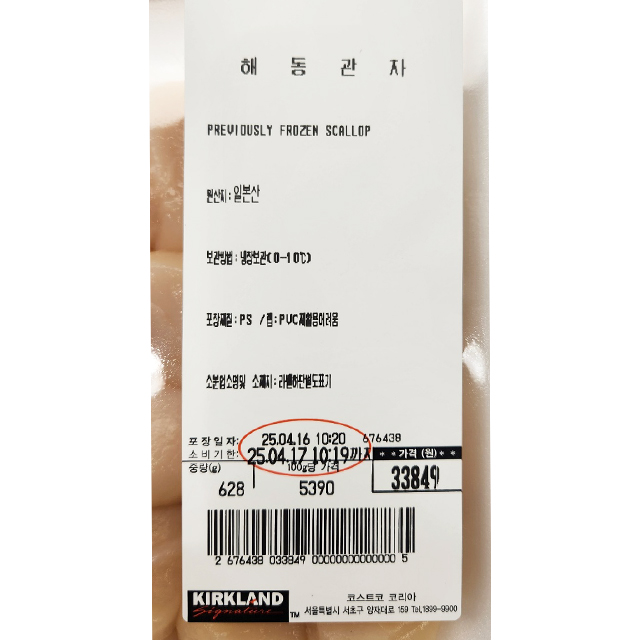 해동관자
PREVIOUSLY FROZEN SCALLOP
원산지:일본산
보관방법:냉장보관(0-10℃)
포장재질:PS /랩:PVC재활용어려움
소분업소명및 소재지:라벨하단별도표기
포장일자: 25.04.16 10:20 676438
소비기한: 25.04.17 10:19까지 **가격(원)**
중량(g) 100g당 가격
628 5390 33849
2 676438 033849 00000000000000 5
KIRKLAND Signature TM
코스트코 코리아
서울특별시 서초구 양재대로 159 Tel,1899-9900